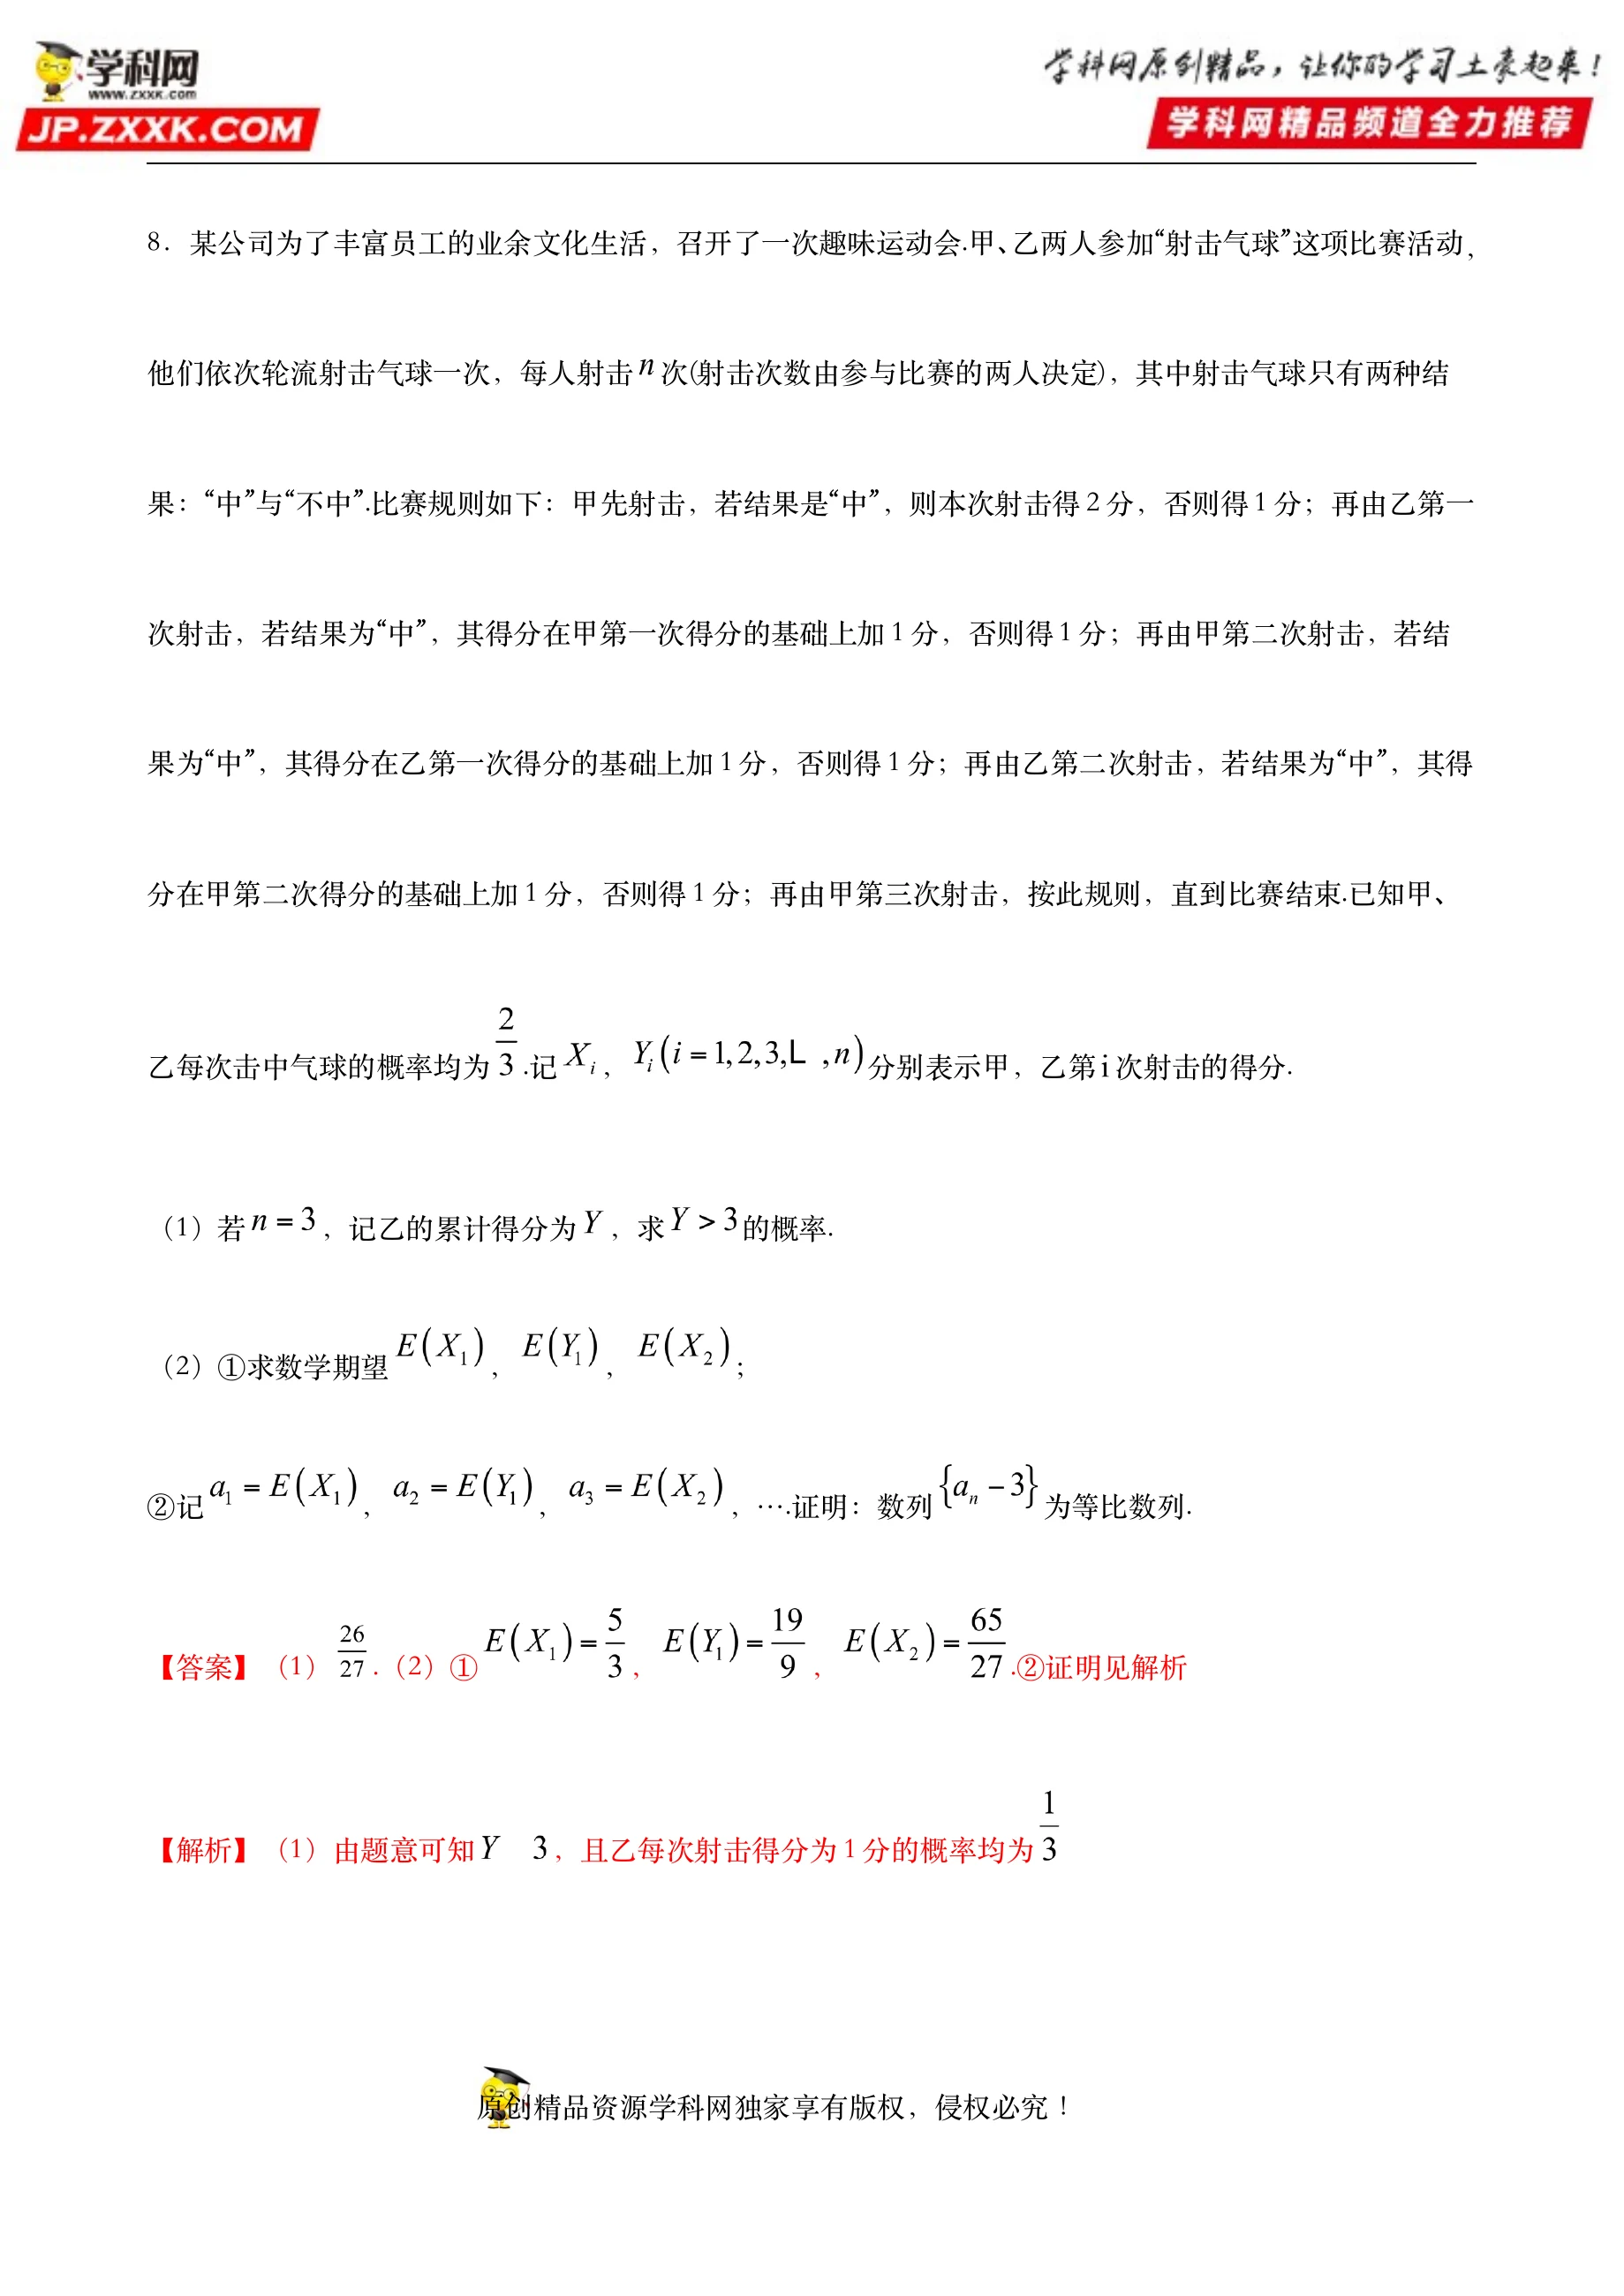 学科网
www.zxxk.com
JP.ZXXK.COM
学科网原创精品，让你的学习土豪起来！
学科网精品频道全力推荐
8．某公司为了丰富员工的业余文化生活，召开了一次趣味运动会.甲、乙两人参加“射击气球”这项比赛活动，
他们依次轮流射击气球一次，每人射击 n 次(射击次数由参与比赛的两人决定)，其中射击气球只有两种结
果：“中”与“不中”.比赛规则如下：甲先射击，若结果是“中”，则本次射击得 2 分，否则得 1 分；再由乙第一
次射击，若结果为“中”，其得分在甲第一次得分的基础上加 1 分，否则得 1 分；再由甲第二次射击，若结
果为“中”，其得分在乙第一次得分的基础上加 1 分，否则得 1 分；再由乙第二次射击，若结果为“中”，其得
分在甲第二次得分的基础上加 1 分，否则得 1 分；再由甲第三次射击，按此规则，直到比赛结束.已知甲、
乙每次击中气球的概率均为 2/3 .记 X_i ， Y_i (i = 1, 2, 3,L , n) 分别表示甲，乙第 i 次射击的得分.
（1）若 n = 3 ，记乙的累计得分为 Y ，求 Y > 3 的概率.
（2）①求数学期望 E(X_1) ， E(Y_1) ， E(X_2) ；
②记 a_1 = E(X_1) ， a_2 = E(Y_1) ， a_3 = E(X_2) ，⋯.证明：数列 {a_n − 3} 为等比数列.
【答案】（1） 26/27 .（2）① E(X_1) = 5/3 ， E(Y_1) = 19/9 ， E(X_2) = 65/27 .②证明见解析
【解析】（1）由题意可知 Y 3 ，且乙每次射击得分为 1 分的概率均为 1/3
原创精品资源学科网独家享有版权，侵权必究！